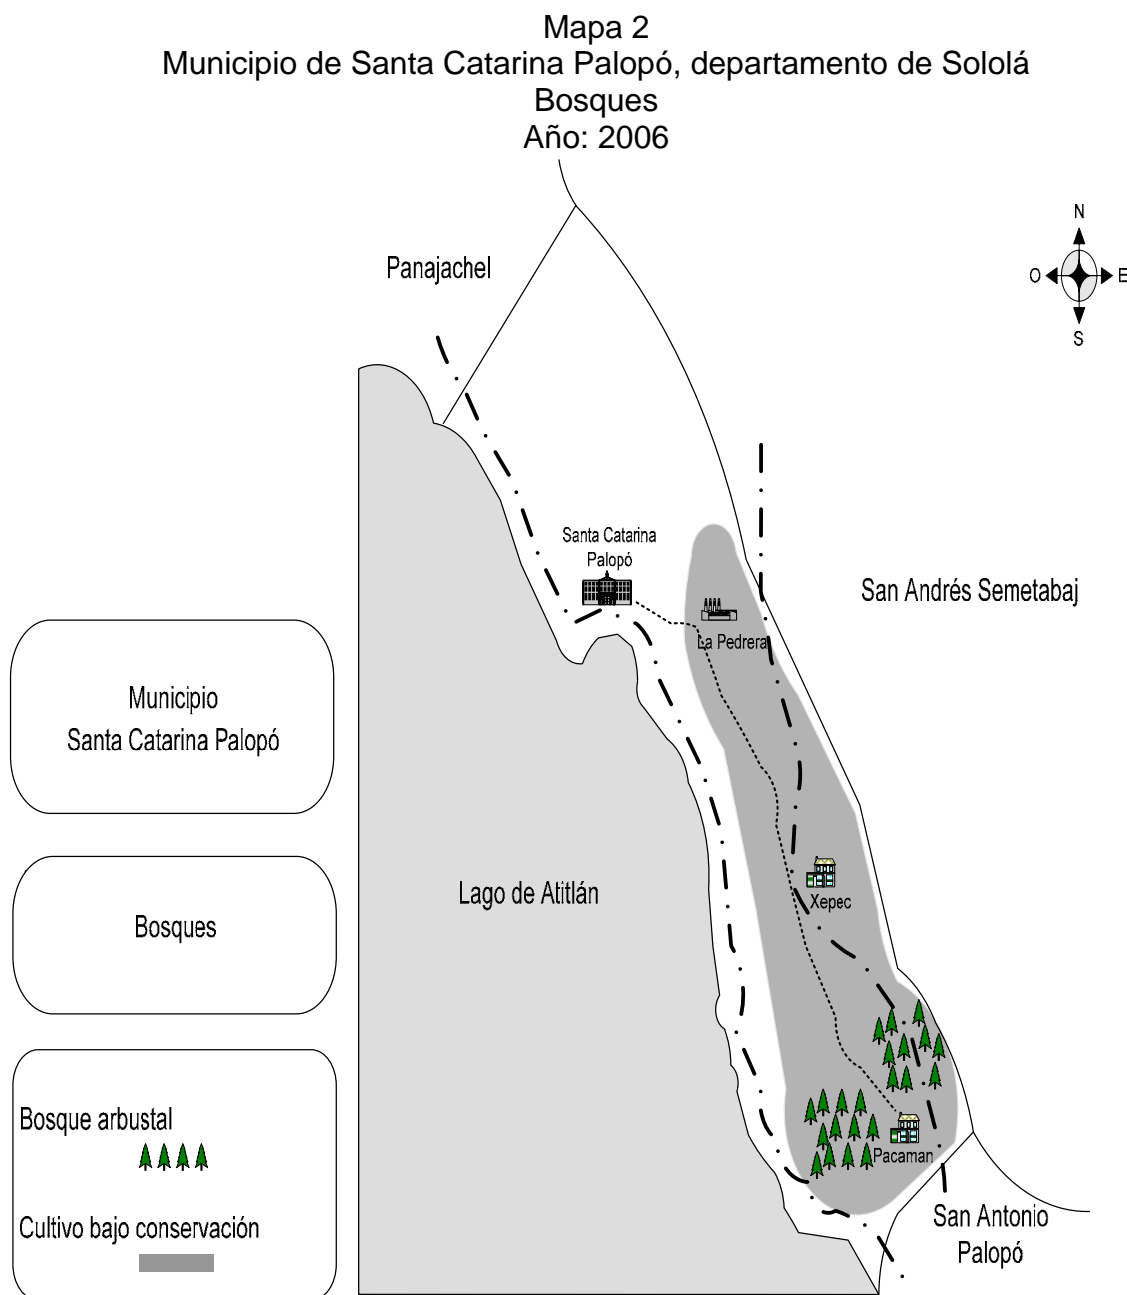 Mapa 2
Municipio de Santa Catarina Palopó, departamento de Sololá
Bosques
Año: 2006
N
O
E
S
Panajachel
Santa Catarina
Palopó
San Andrés Semetabaj
La Pedrera
Municipio
Santa Catarina Palopó
Lago de Atitlán
Xepec
Bosques
Bosque arbustal
Pacaman
Cultivo bajo conservación
San Antonio
Palopó